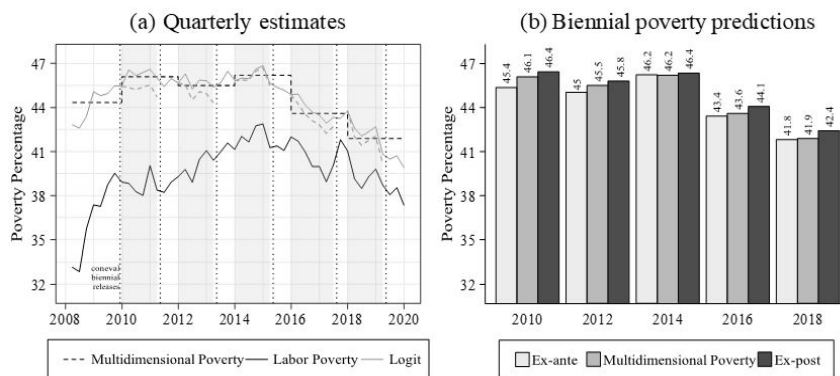 (a) Quarterly estimates
Poverty Percentage
47
44
41
38
35
32
coneval
biennial
releases
2008 2010 2012 2014 2016 2018 2020
Multidimensional Poverty Labor Poverty Logit
(b) Biennial poverty predictions
Poverty Percentage
47
44
41
38
35
32
45.4 46.1 46.4 45 45.5 45.8 46.2 46.2 46.4 43.4 43.6 44.1 41.8 41.9 42.4
2010 2012 2014 2016 2018
Ex-ante Multidimensional Poverty Ex-post